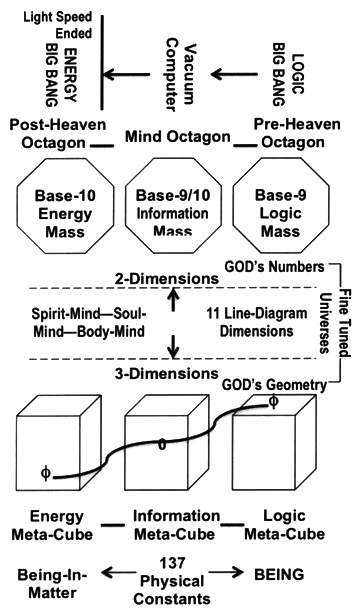 Light Speed
Ended
ENERGY
BIG BANG
Vacuum
Computer
LOGIC
BIG BANG
Post-Heaven
Octagon
Mind Octagon
Pre-Heaven
Octagon
Base-10
Energy
Mass
Base-9/10
Information
Mass
Base-9
Logic
Mass
GOD's Numbers
2-Dimensions
Spirit-Mind—Soul-
Mind—Body-Mind
11 Line-Diagram
Dimensions
Fine Tuned
Universes
3-Dimensions
GOD's Geometry
ϕ
0
ϕ
Energy
Meta-Cube
Information
Meta-Cube
Logic
Meta-Cube
Being-In-
Matter
137
Physical
Constants
BEING